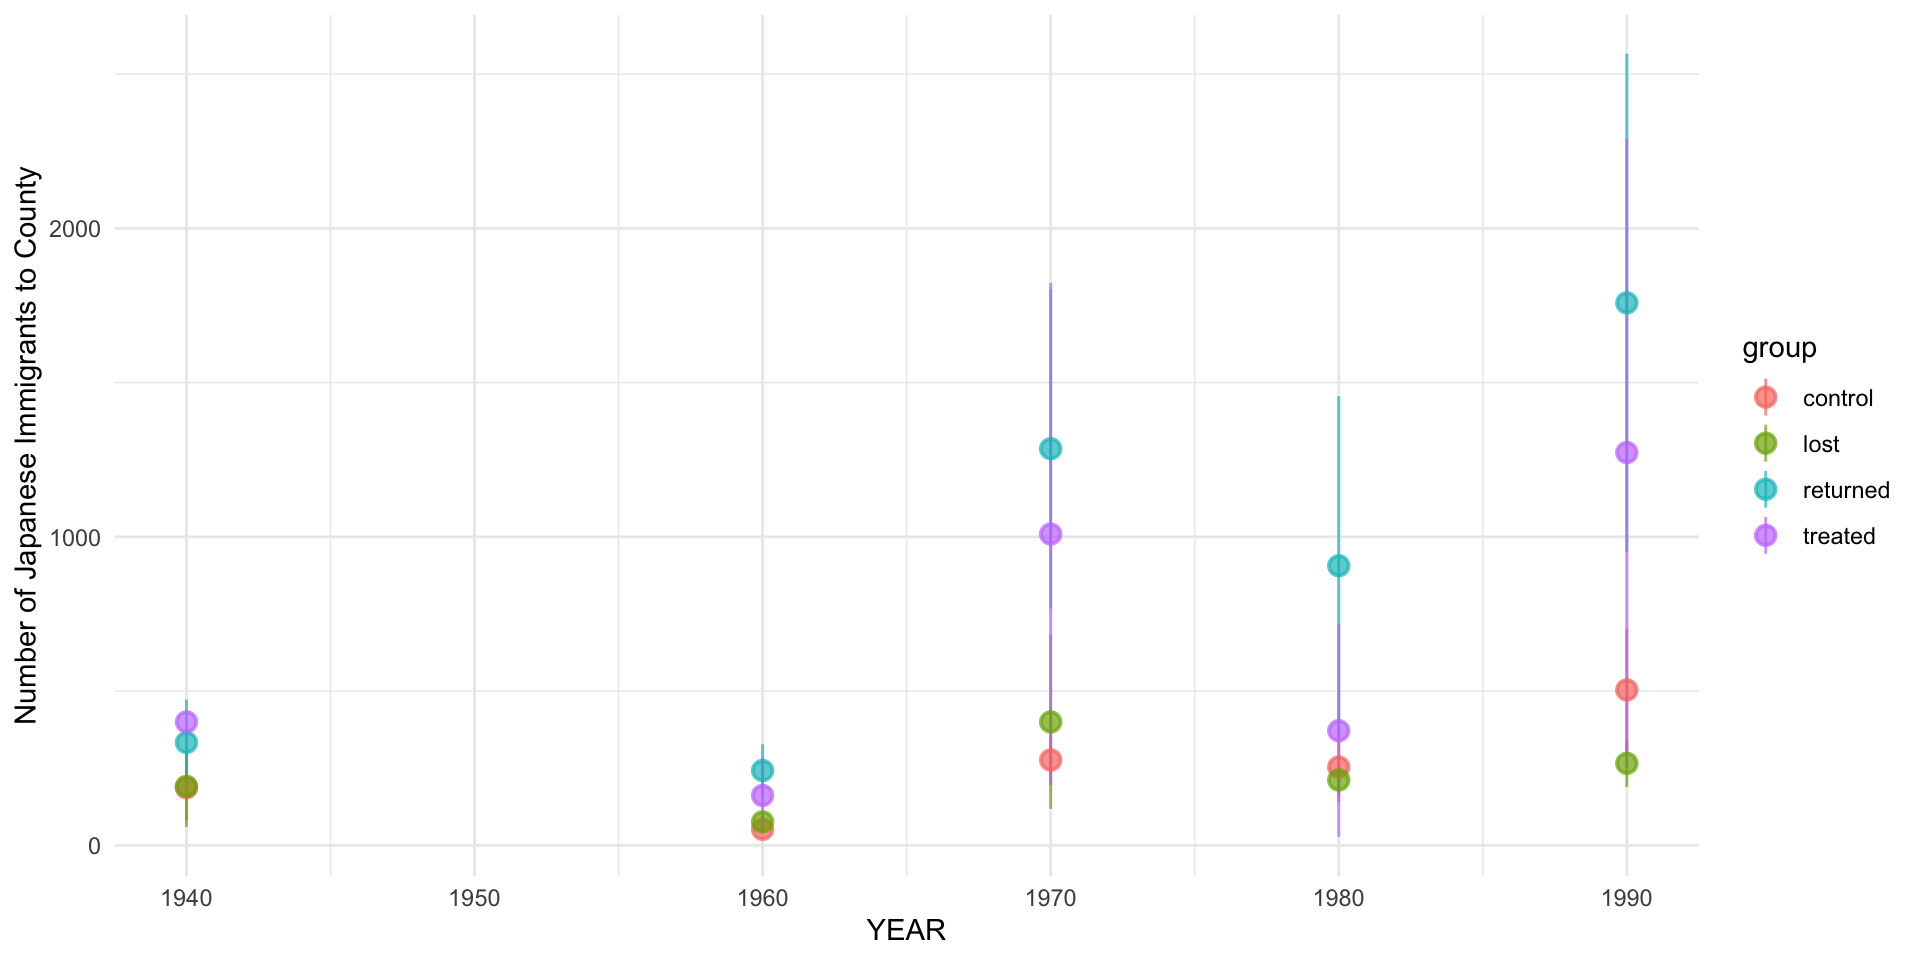 Number of Japanese Immigrants to County
2000
1000
0
1940
1950
1960
1970
1980
1990
YEAR
group
control
lost
returned
treated